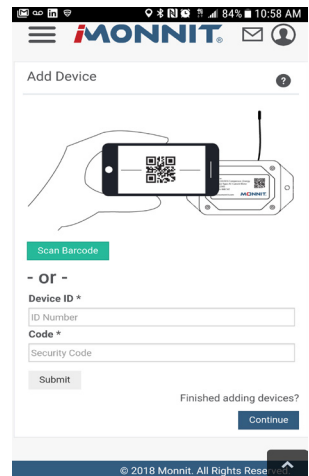 84% 10:58 AM
iMONNIT®
Add Device
?
MONNIT
Scan Barcode
- or -
Device ID *
ID Number
Code *
Security Code
Submit
Finished adding devices?
Continue
© 2018 Monnit. All Rights Reserved.